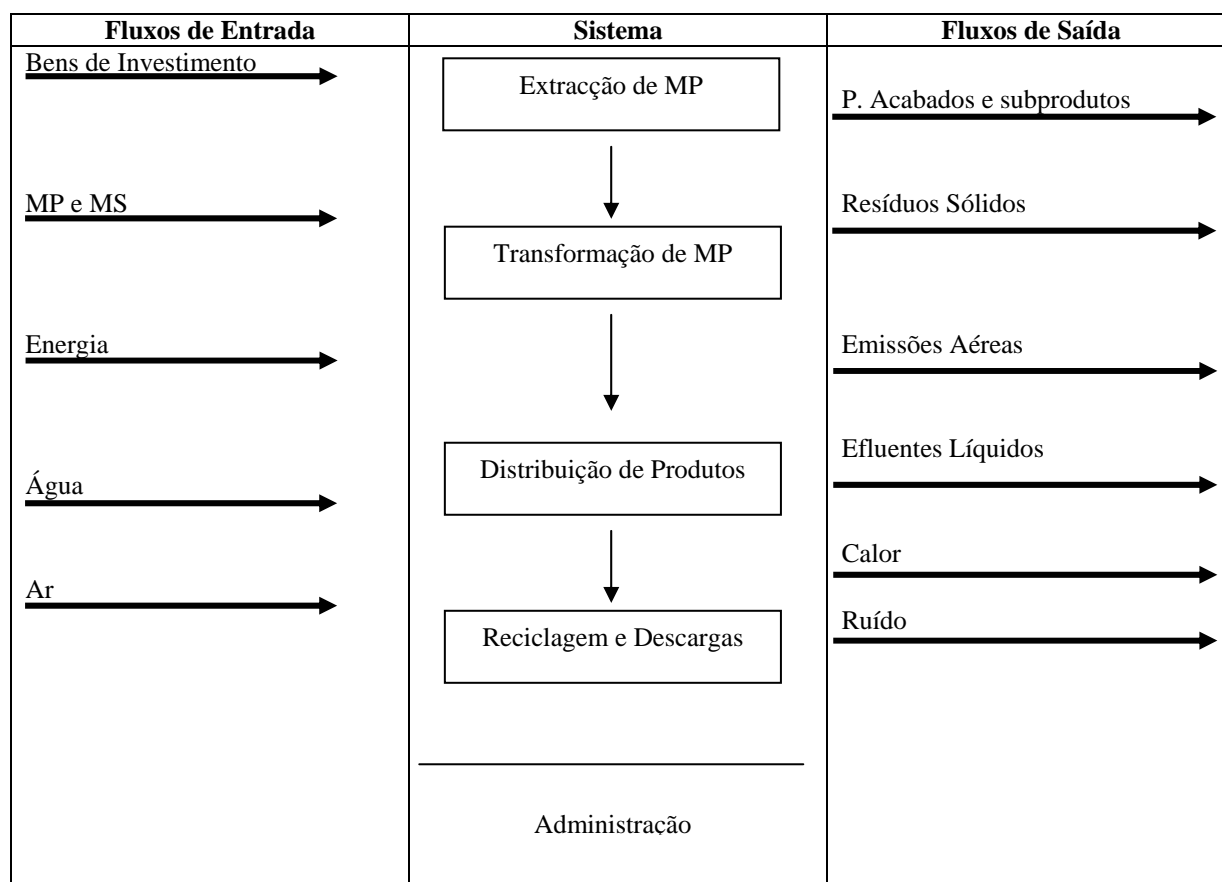 Fluxos de Entrada
Sistema
Fluxos de Saída
Bens de Investimento
MP e MS
Energia
Água
Ar
Extracção de MP
Transformação de MP
Distribuição de Produtos
Reciclagem e Descargas
Administração
P. Acabados e subprodutos
Resíduos Sólidos
Emissões Aéreas
Efluentes Líquidos
Calor
Ruído